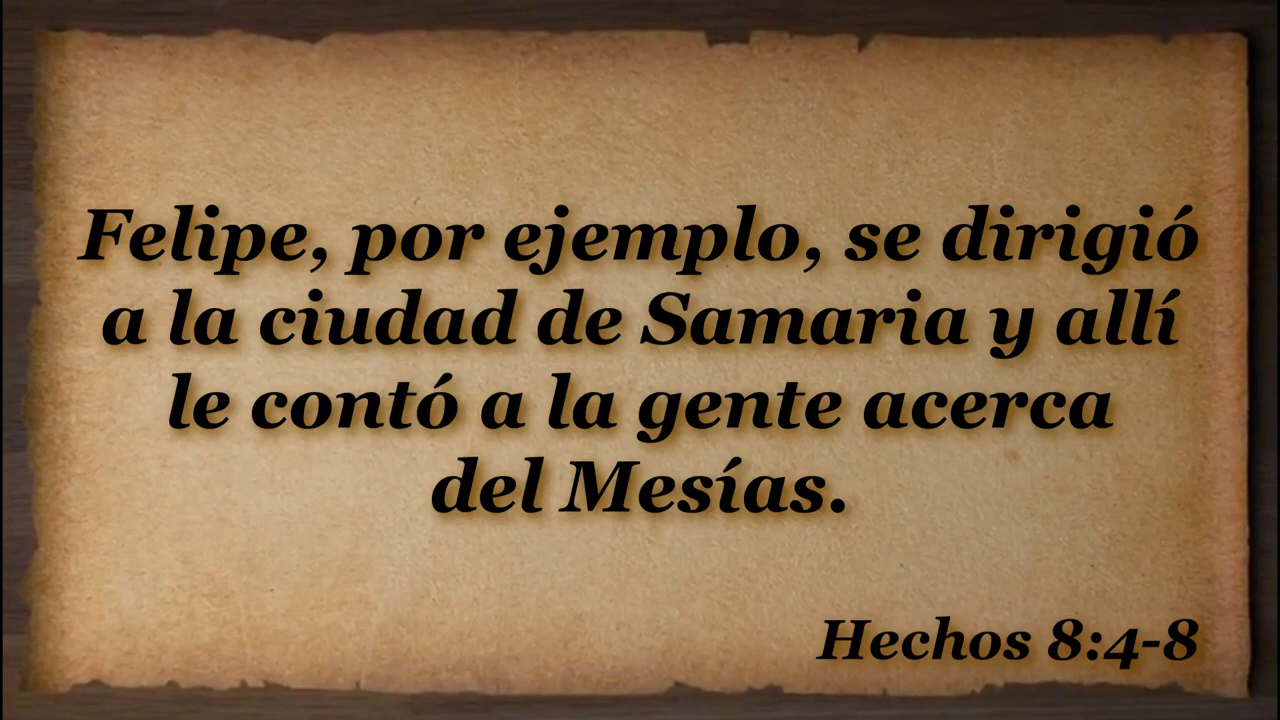 Felipe, por ejemplo, se dirigió
a la ciudad de Samaria y allí
le contó a la gente acerca
del Mesías.
Hechos 8:4-8